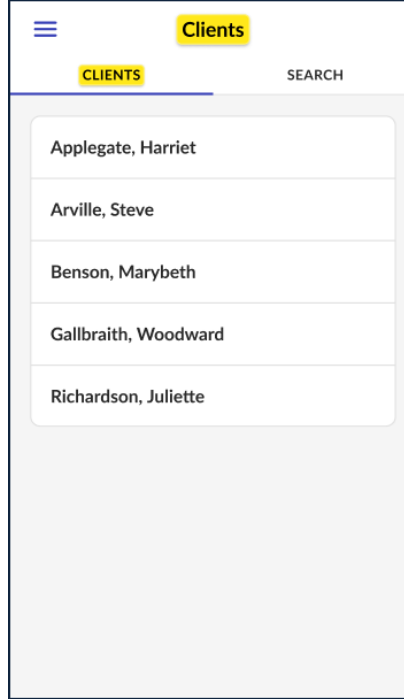 Clients
CLIENTS SEARCH
Applegate, Harriet
Arville, Steve
Benson, Marybeth
Gallbraith, Woodward
Richardson, Juliette